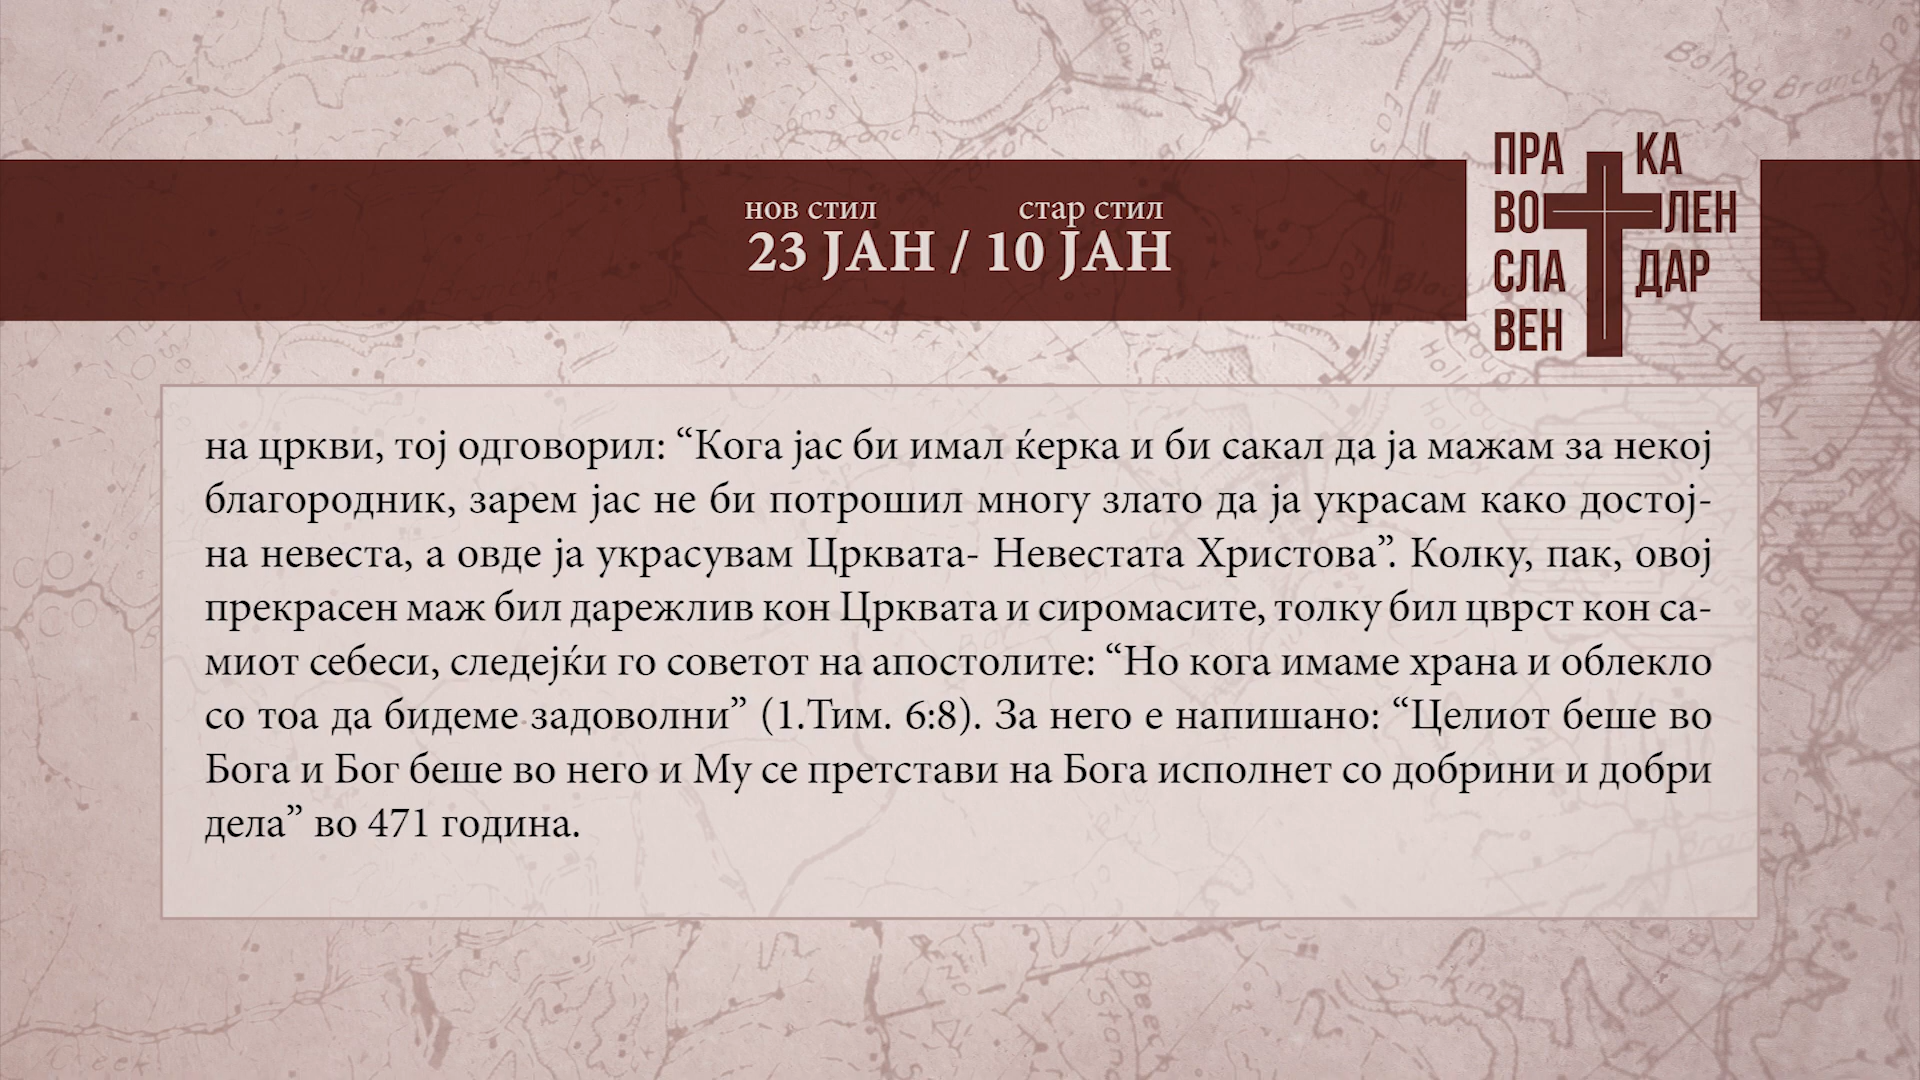 нов стил стар стил
23 ЈАН / 10 ЈАН
ПРА КА
ВО ЛЕН
СЛА ДАР
ВЕН
на цркви, тој одговорил: “Кога јас би имал ќерка и би сакал да ја мажам за некој
благородник, зарем јас не би потрошил многу злато да ја украсам како достој-
на невеста, а овде ја украсувам Црквата- Невестата Христова”. Колку, пак, овој
прекрасен маж бил дарежлив кон Црквата и сиромасите, толку бил цврст кон са-
миот себеси, следејќи го советот на апостолите: “Но кога имаме храна и облекло
со тоа да бидеме задоволни” (1.Тим. 6:8). За него е напишано: “Целиот беше во
Бога и Бог беше во него и Му се претстави на Бога исполнет со добрини и добри
дела” во 471 година.